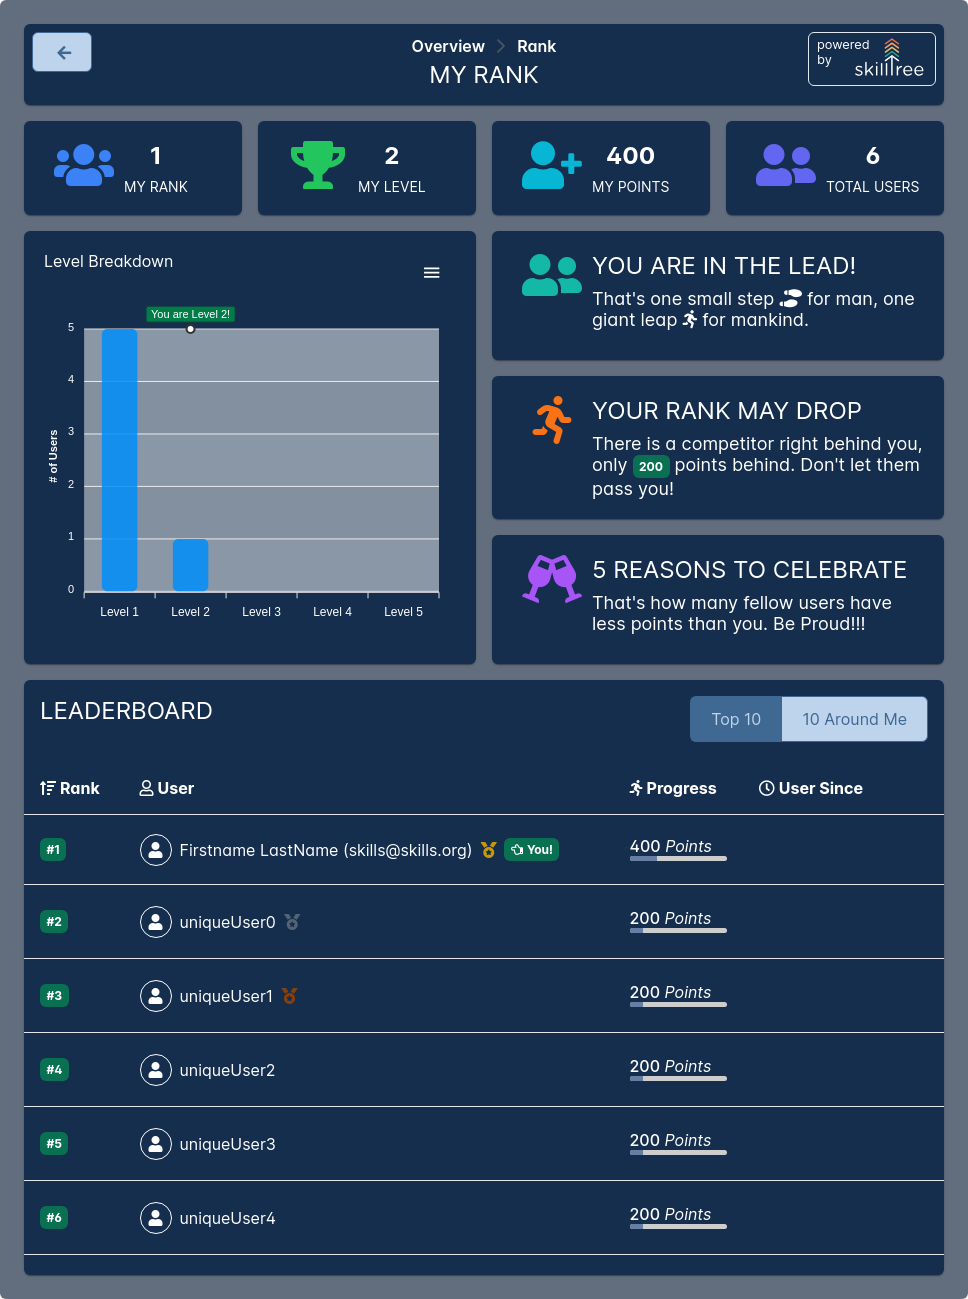 Overview Rank
MY RANK
powered
by
skilltree
1
MY RANK
2
MY LEVEL
400
MY POINTS
6
TOTAL USERS
Level Breakdown
You are Level 2!
5
4
3
2
1
0
# of Users
Level 1 Level 2 Level 3 Level 4 Level 5
YOU ARE IN THE LEAD!
That's one small step for man, one
giant leap for mankind.
YOUR RANK MAY DROP
There is a competitor right behind you,
only 200 points behind. Don't let them
pass you!
5 REASONS TO CELEBRATE
That's how many fellow users have
less points than you. Be Proud!!!
LEADERBOARD
Top 10 10 Around Me
Rank User Progress User Since
#1 Firstname LastName (skills@skills.org) You! 400 Points
#2 uniqueUser0 200 Points
#3 uniqueUser1 200 Points
#4 uniqueUser2 200 Points
#5 uniqueUser3 200 Points
#6 uniqueUser4 200 Points